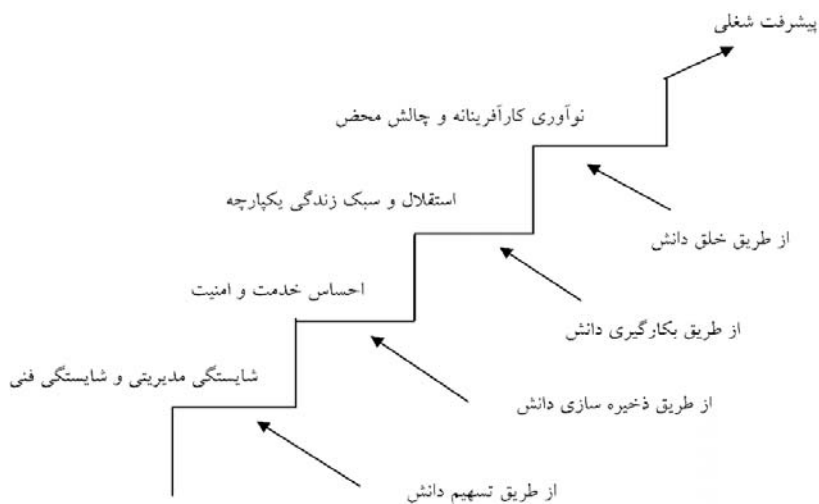 پیشرفت شغلی
نوآوری کارآفرینانه و چالش محض
استقلال و سبک زندگی یکپارچه
از طریق خلق دانش
احساس خدمت و امنیت
از طریق بکارگیری دانش
شایستگی مدیریتی و شایستگی فنی
از طریق ذخیره سازی دانش
از طریق تسهیم دانش